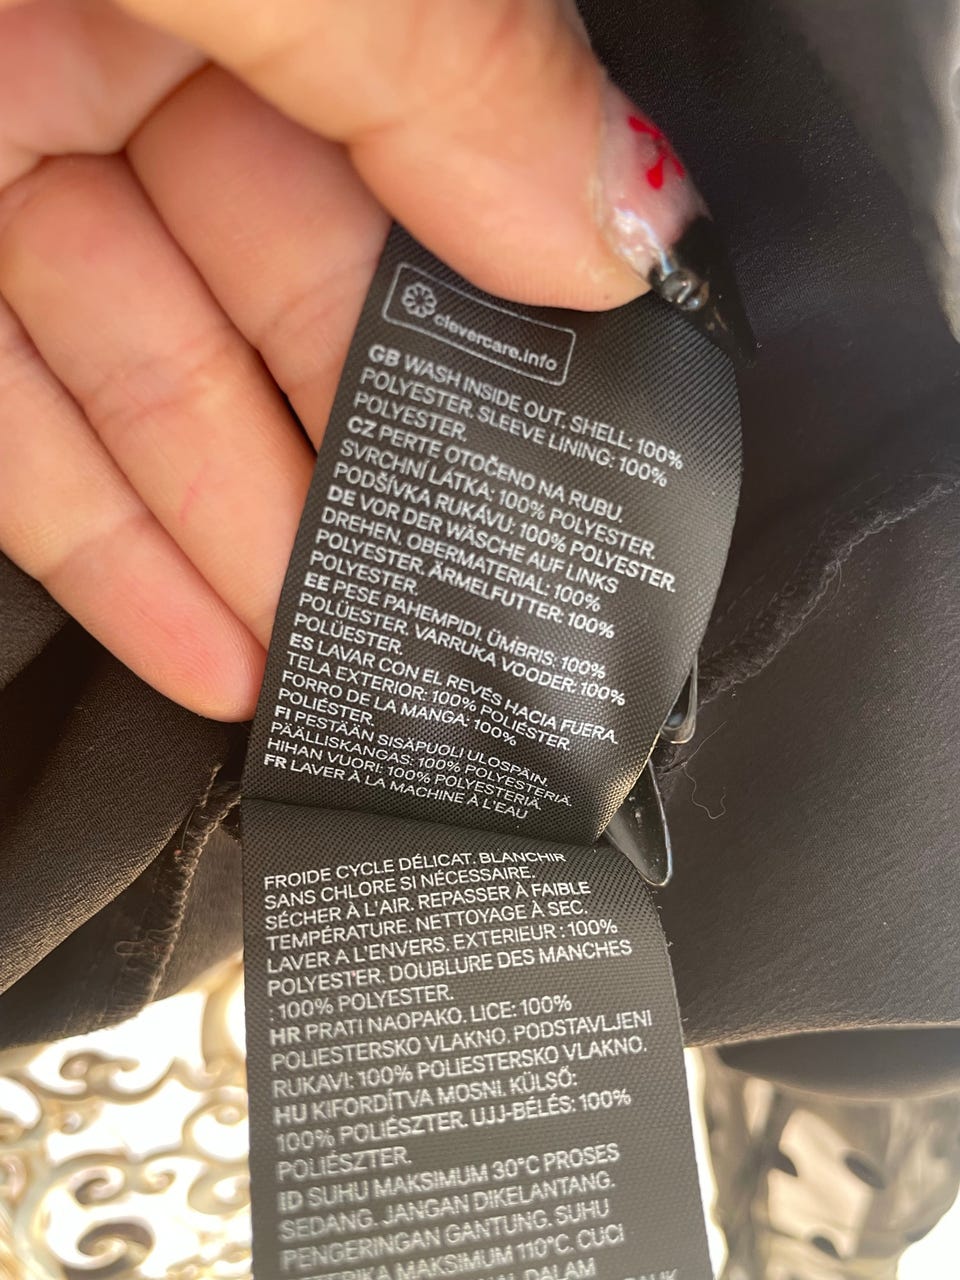 clevercare.info
GB WASH INSIDE OUT. SHELL: 100%
POLYESTER. SLEEVE LINING: 100%
POLYESTER.
CZ PERTE OTOČENO NA RUBU.
SVRCHNÍ LÁTKA: 100% POLYESTER.
PODŠÍVKA RUKÁVU: 100% POLYESTER.
DE VOR DER WÄSCHE AUF LINKS
DREHEN. OBERMATERIAL: 100%
POLYESTER. ÄRMELFUTTER: 100%
POLYESTER.
EE PESE PAHEMPIDI. ÜMBRIS: 100%
POLÜESTER. VARRUKA VOODER: 100%
POLÜESTER.
ES LAVAR CON EL REVÉS HACIA FUERA.
TELA EXTERIOR: 100% POLIÉSTER
FORRO DE LA MANGA: 100%
POLIÉSTER.
FI PESTÄÄN SISÄPUOLI ULOSPÄIN
PÄÄLLISKANGAS: 100% POLYESTERIÄ.
HIHAN VUORI: 100% POLYESTERIÄ.
FR LAVER À LA MACHINE À L'EAU
FROIDE CYCLE DÉLICAT. BLANCHIR
SANS CHLORE SI NÉCESSAIRE.
SÉCHER À L'AIR. REPASSER À FAIBLE
TEMPÉRATURE. NETTOYAGE À SEC.
LAVER A L'ENVERS. EXTERIEUR : 100%
POLYESTER. DOUBLURE DES MANCHES
: 100% POLYESTER.
HR PRATI NAOPAKO. LICE: 100%
POLIESTERSKO VLAKNO. PODSTAVLJENI
RUKAVI: 100% POLIESTERSKO VLAKNO.
HU KIFORDÍTVA MOSNI. KÜLSŐ:
100% POLIÉSZTER. UJJ-BÉLÉS: 100%
POLIÉSZTER.
ID SUHU MAKSIMUM 30°C PROSES
SEDANG. JANGAN DIKELANTANG.
PENGERINGAN GANTUNG. SUHU
MAKSIMUM 110°C. CUCI
DALAM